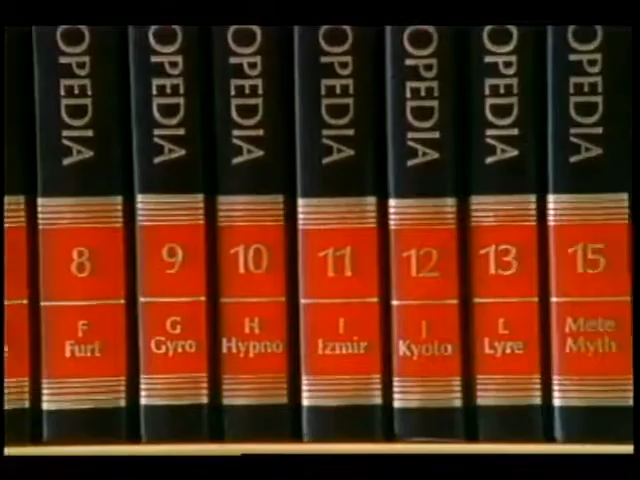 OPEDIA
8
F
Furf
OPEDIA
9
G
Gyro
OPEDIA
10
H
Hypno
OPEDIA
11
I
Izmir
OPEDIA
12
J
Kyoto
OPEDIA
13
L
Lyre
OPEDIA
15
Mete
Myth